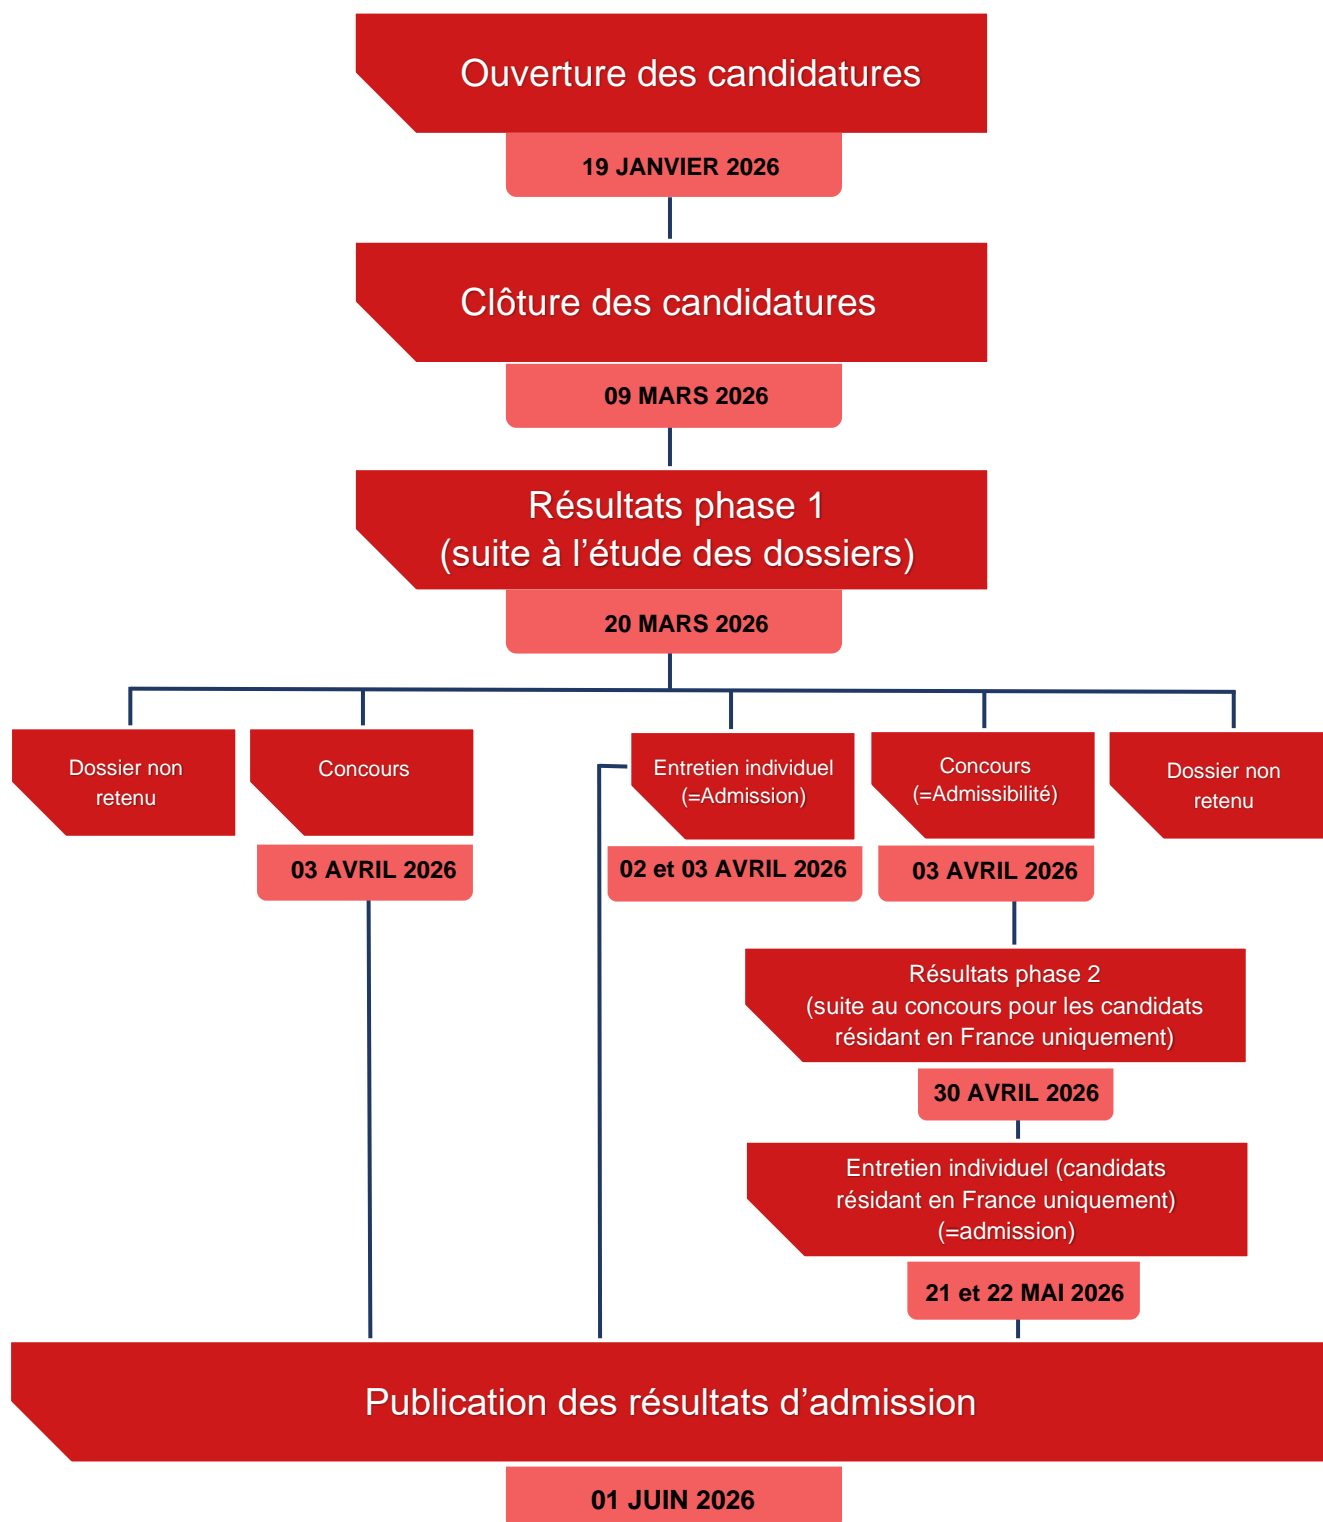 Ouverture des candidatures
19 JANVIER 2026
Clôture des candidatures
09 MARS 2026
Résultats phase 1
(suite à l’étude des dossiers)
20 MARS 2026
Dossier non
retenu
Concours
03 AVRIL 2026
Entretien individuel
(=Admission)
02 et 03 AVRIL 2026
Concours
(=Admissibilité)
03 AVRIL 2026
Dossier non
retenu
Résultats phase 2
(suite au concours pour les candidats
résidant en France uniquement)
30 AVRIL 2026
Entretien individuel (candidats
résidant en France uniquement)
(=admission)
21 et 22 MAI 2026
Publication des résultats d’admission
01 JUIN 2026